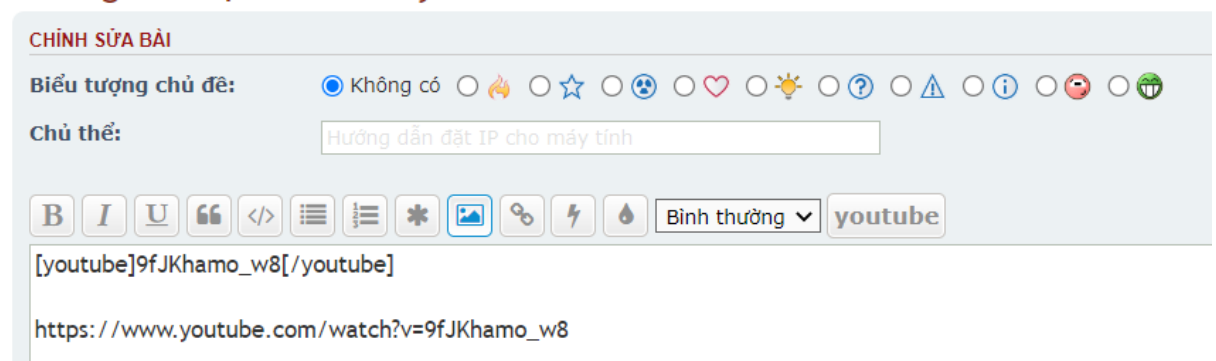 CHỈNH SỬA BÀI
Biểu tượng chủ đề: Không có
Chủ thể: Hướng dẫn đặt IP cho máy tính
B I U Bình thường youtube
[youtube]9fJKhamo_w8[/youtube]
https://www.youtube.com/watch?v=9fJKhamo_w8